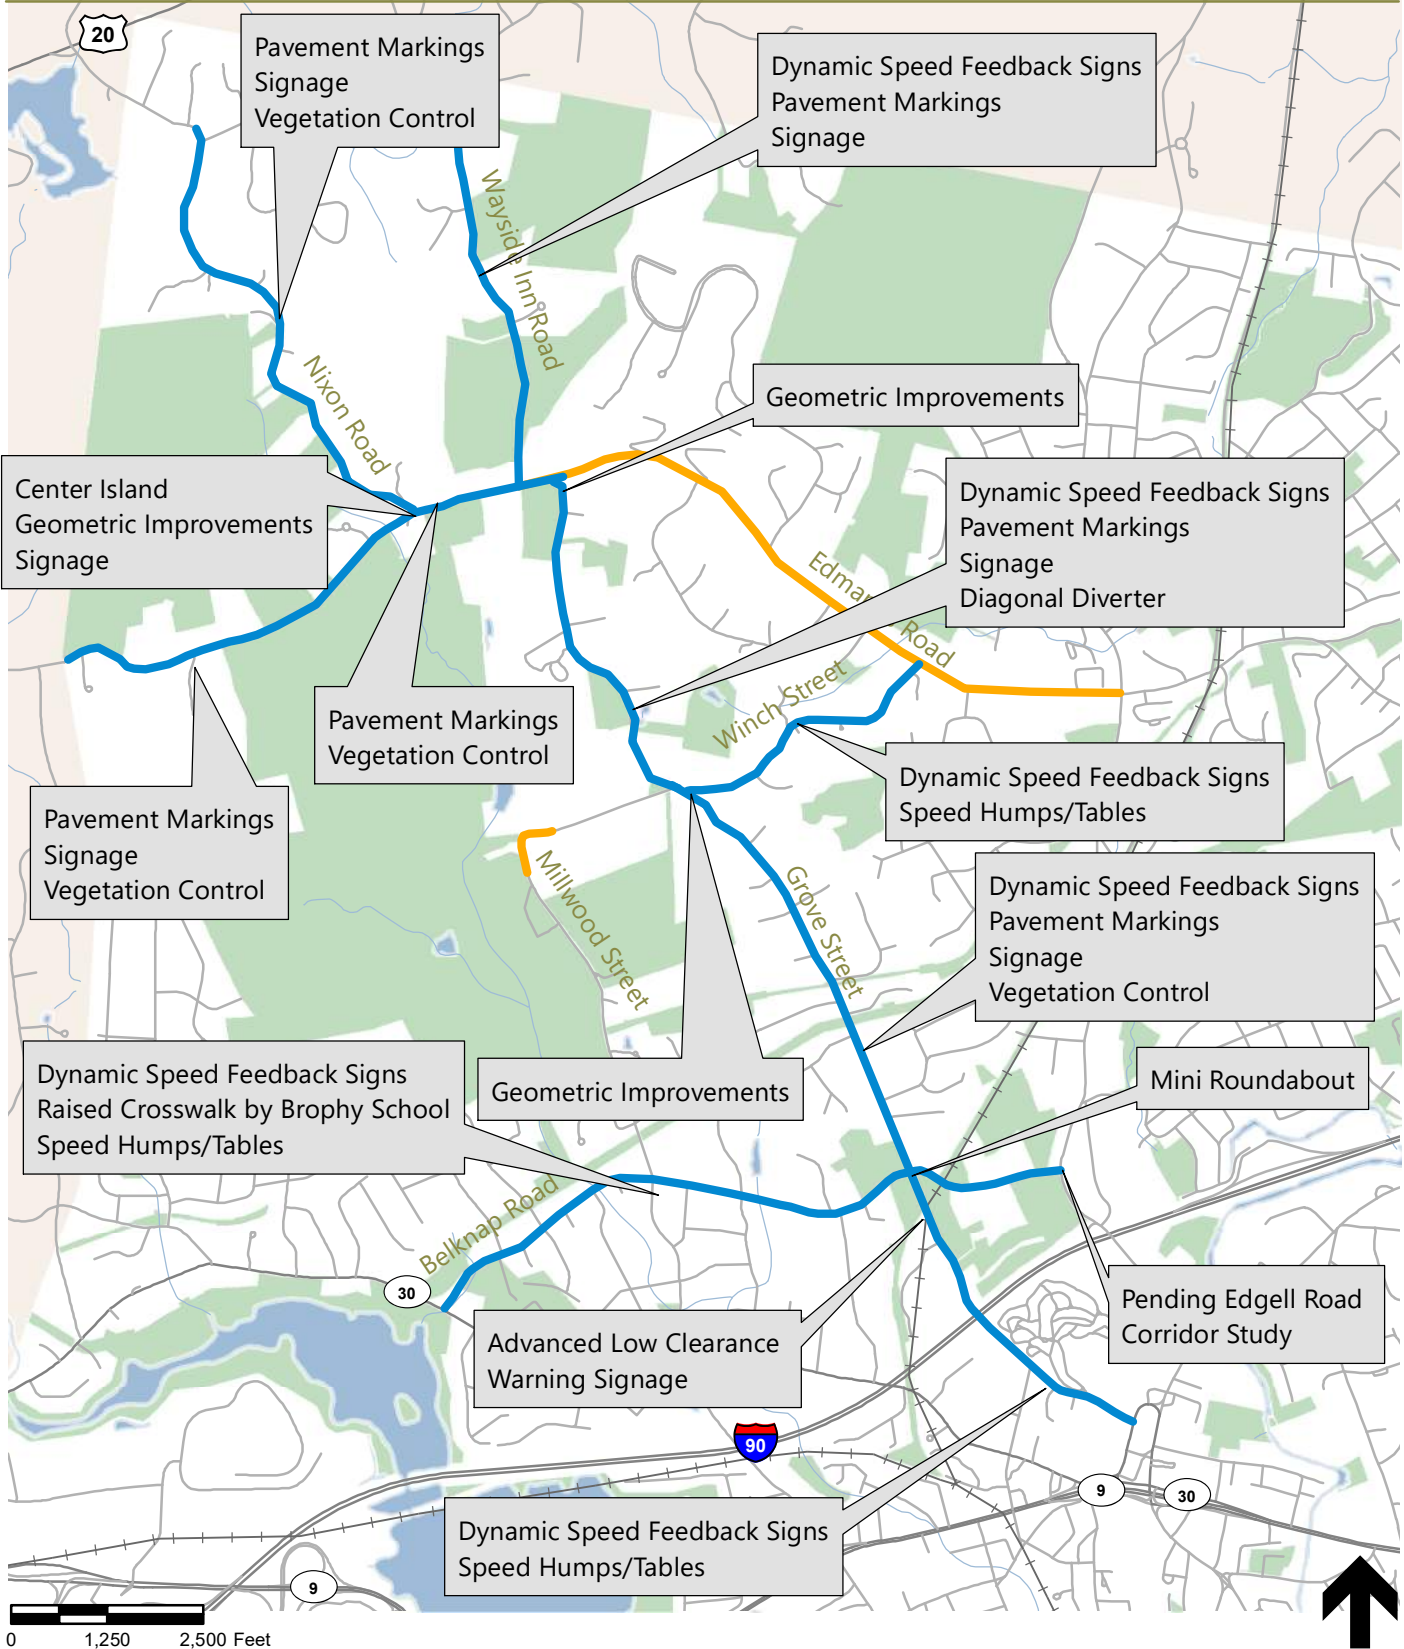 20
Pavement Markings
Signage
Vegetation Control
Dynamic Speed Feedback Signs
Pavement Markings
Signage
Wayside Inn Road
Nixon Road
Geometric Improvements
Center Island
Geometric Improvements
Signage
Dynamic Speed Feedback Signs
Pavement Markings
Signage
Diagonal Diverter
Road
Winch Street
Pavement Markings
Vegetation Control
Dynamic Speed Feedback Signs
Speed Humps/Tables
Pavement Markings
Signage
Vegetation Control
Millwood Street
Grove Street
Dynamic Speed Feedback Signs
Pavement Markings
Signage
Vegetation Control
Dynamic Speed Feedback Signs
Raised Crosswalk by Brophy School
Speed Humps/Tables
Geometric Improvements
Mini Roundabout
Belknap Road
30
Pending Edgell Road
Corridor Study
Advanced Low Clearance
Warning Signage
90
9
30
Dynamic Speed Feedback Signs
Speed Humps/Tables
9
0
1,250
2,500 Feet